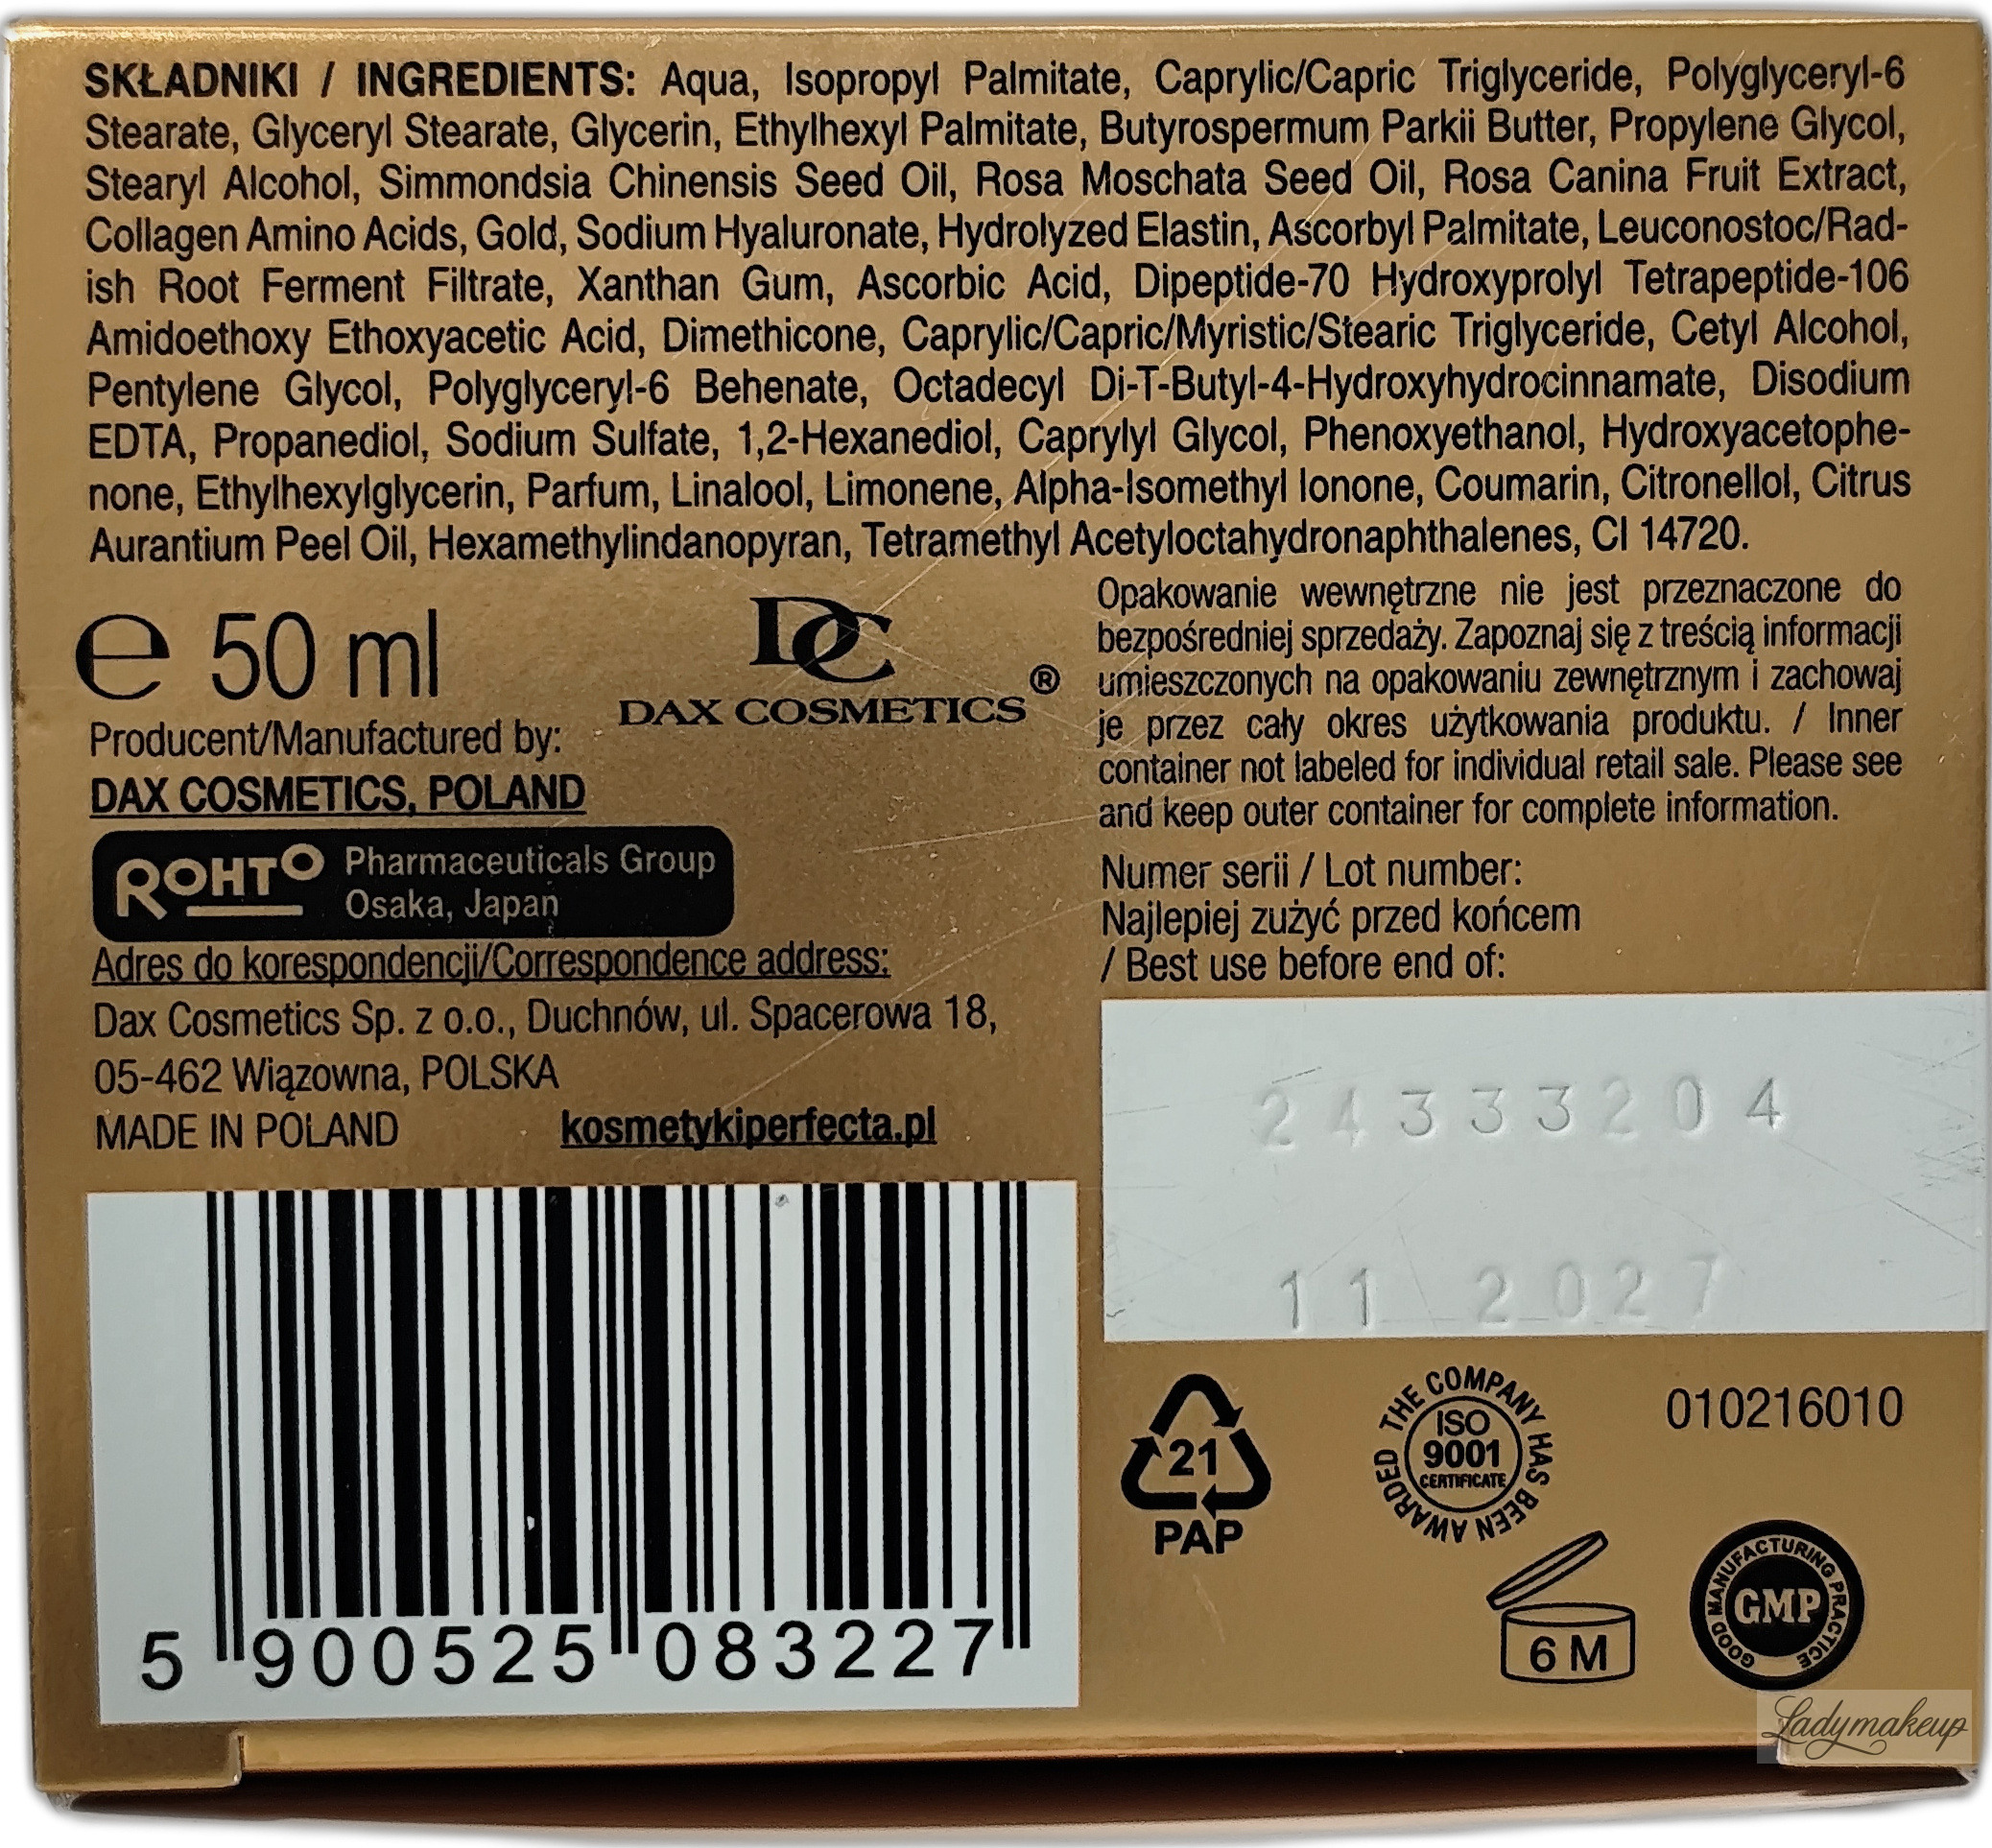 SKŁADNIKI / INGREDIENTS: Aqua, Isopropyl Palmitate, Caprylic/Capric Triglyceride, Polyglyceryl-6
Stearate, Glyceryl Stearate, Glycerin, Ethylhexyl Palmitate, Butyrospermum Parkii Butter, Propylene Glycol,
Stearyl Alcohol, Simmondsia Chinensis Seed Oil, Rosa Moschata Seed Oil, Rosa Canina Fruit Extract,
Collagen Amino Acids, Gold, Sodium Hyaluronate, Hydrolyzed Elastin, Ascorbyl Palmitate, Leuconostoc/Rad-
ish Root Ferment Filtrate, Xanthan Gum, Ascorbic Acid, Dipeptide-70 Hydroxyprolyl Tetrapeptide-106
Amidoethoxy Ethoxyacetic Acid, Dimethicone, Caprylic/Capric/Myristic/Stearic Triglyceride, Cetyl Alcohol,
Pentylene Glycol, Polyglyceryl-6 Behenate, Octadecyl Di-T-Butyl-4-Hydroxyhydrocinnamate, Disodium
EDTA, Propanediol, Sodium Sulfate, 1,2-Hexanediol, Caprylyl Glycol, Phenoxyethanol, Hydroxyacetophe-
none, Ethylhexylglycerin, Parfum, Linalool, Limonene, Alpha-Isomethyl Ionone, Coumarin, Citronellol, Citrus
Aurantium Peel Oil, Hexamethylindanopyran, Tetramethyl Acetyloctahydronaphthalenes, CI 14720.
e 50 ml
DC
DAX COSMETICS®
Producent/Manufactured by:
DAX COSMETICS, POLAND
ROHTO Pharmaceuticals Group
Osaka, Japan
Adres do korespondencji/Correspondence address:
Dax Cosmetics Sp. z o.o., Duchnów, ul. Spacerowa 18,
05-462 Wiązowna, POLSKA
MADE IN POLAND kosmetykiperfecta.pl
5 900525 083227
Opakowanie wewnętrzne nie jest przeznaczone do
bezpośredniej sprzedaży. Zapoznaj się z treścią informacji
umieszczonych na opakowaniu zewnętrznym i zachowaj
je przez cały okres użytkowania produktu. / Inner
container not labeled for individual retail sale. Please see
and keep outer container for complete information.
Numer serii / Lot number:
Najlepiej zużyć przed końcem
/ Best use before end of:
24333204
11 2027
21
PAP
THE COMPANY HAS BEEN AWARDED
ISO
9001
CERTIFICATE
010216010
6 M
GOOD MANUFACTURING PRACTICE
GMP
Ladymakeup